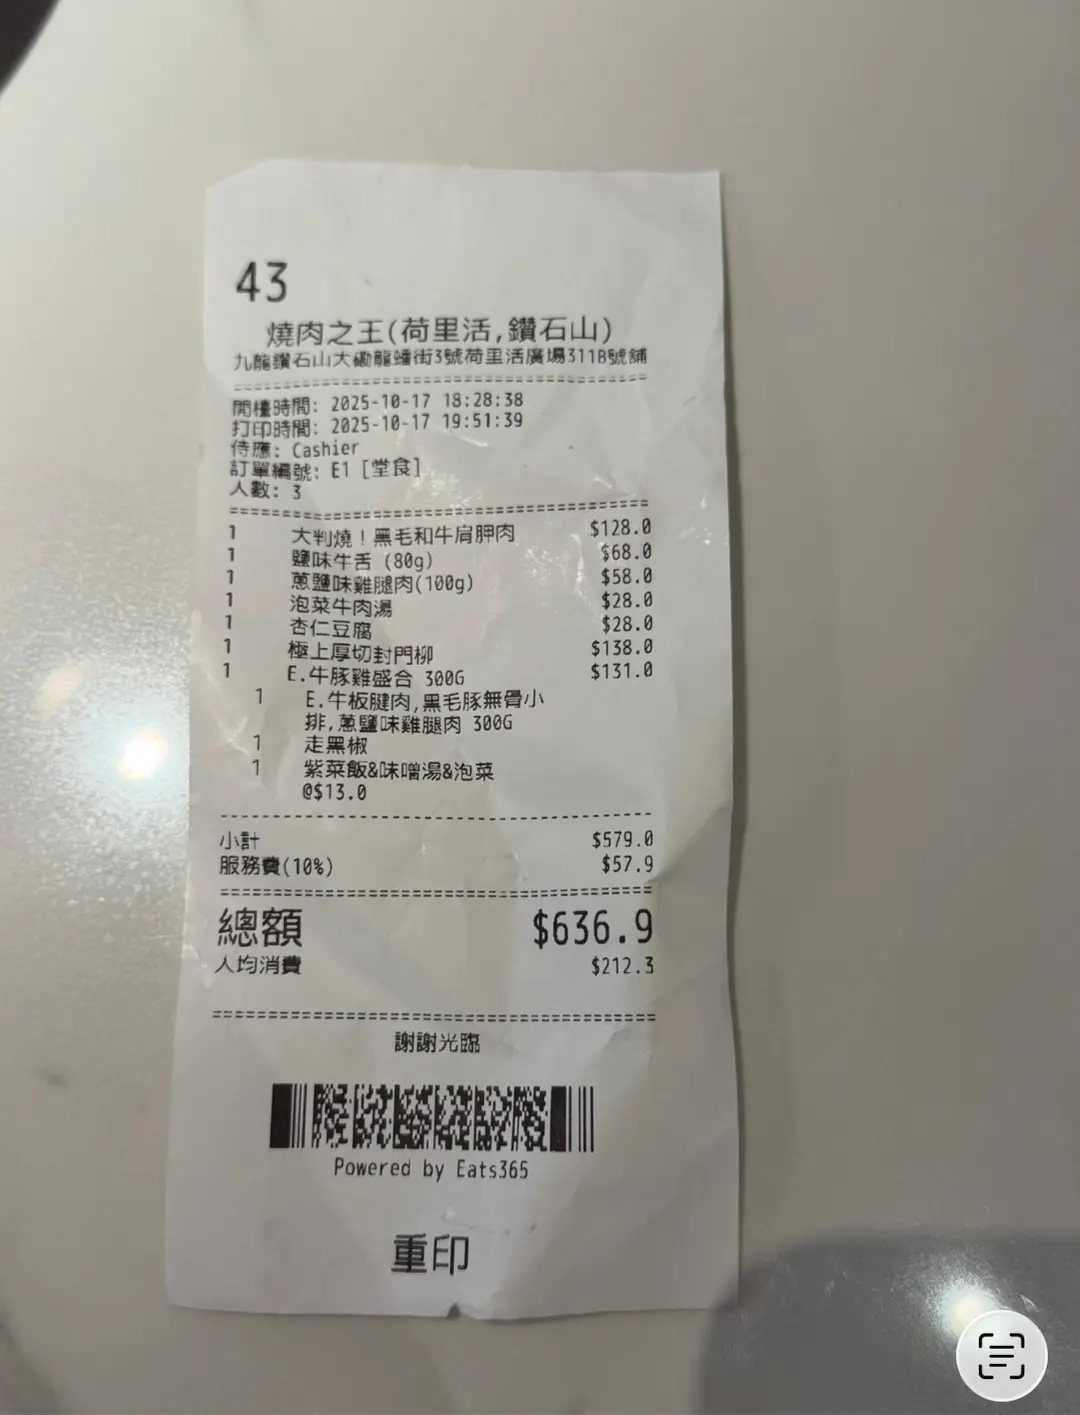 43
燒肉之王(荷里活,鑽石山)
九龍鑽石山大磡龍蟠街3號荷里活廣場311B號舖
開檯時間: 2025-10-17 18:28:38
打印時間: 2025-10-17 19:51:39
侍應: Cashier
訂單編號: E1 [堂食]
人數: 3
1 大判燒！黑毛和牛肩胛肉 $128.0
1 鹽味牛舌 (80g) $68.0
1 蔥鹽味雞腿肉(100g) $58.0
1 泡菜牛肉湯 $28.0
1 杏仁豆腐 $28.0
1 極上厚切封門柳 $138.0
1 E.牛豚雞盛合 300G $131.0
1 E.牛板腱肉,黑毛豚無骨小
排,蔥鹽味雞腿肉 300G
1 走黑椒
1 紫菜飯&味噌湯&泡菜
@$13.0
小計 $579.0
服務費(10%) $57.9
總額 $636.9
人均消費 $212.3
謝謝光臨
Powered by Eats365
重印